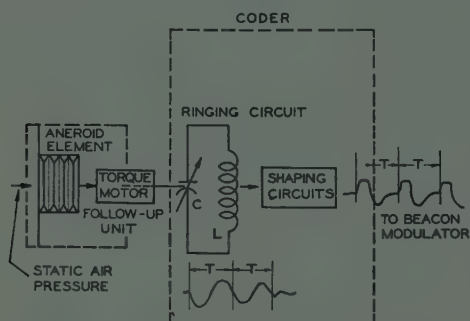 CODER
RINGING CIRCUIT
ANEROID
ELEMENT
TORQUE
MOTOR
FOLLOW-UP
UNIT
STATIC AIR
PRESSURE
C
L
SHAPING
CIRCUITS
T T
TO BEACON
MODULATOR
T T